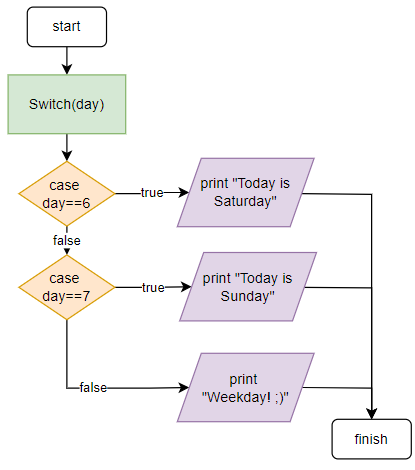 start
Switch(day)
case
day==6
true
print "Today is
Saturday"
false
case
day==7
true
print "Today is
Sunday"
false
print
"Weekday! ;)"
finish